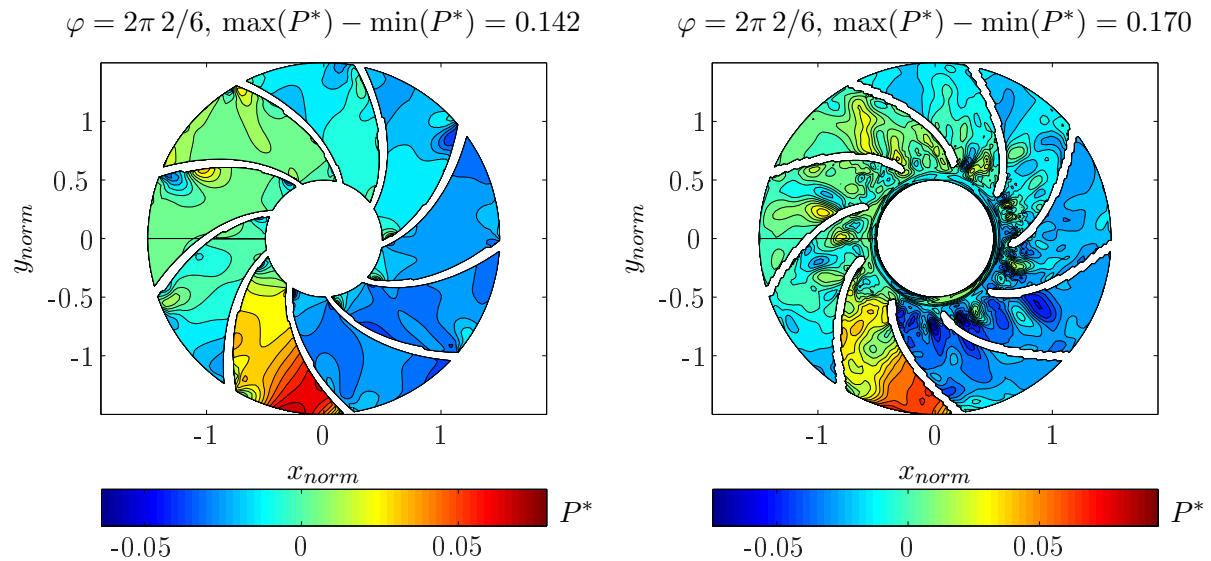 φ = 2π 2/6, max(P*) − min(P*) = 0.142
1
0.5
0
-0.5
-1
y_norm
-1
0
1
x_norm
-0.05
0
0.05
P*
φ = 2π 2/6, max(P*) − min(P*) = 0.170
1
0.5
0
-0.5
-1
y_norm
-1
0
1
x_norm
-0.05
0
0.05
P*